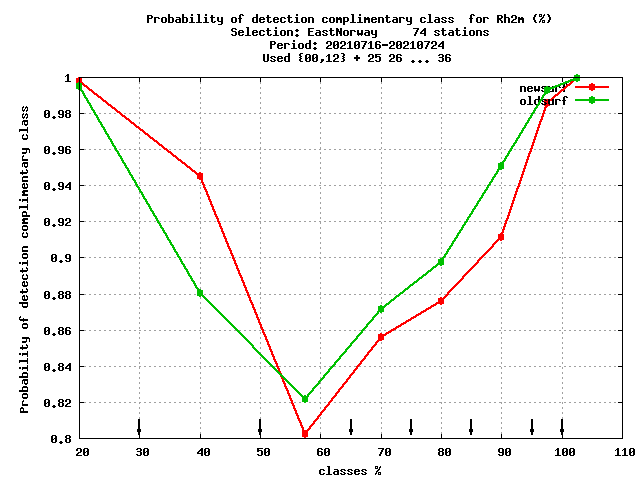 Probability of detection complimentary class  for Rh2m (%)
Selection: EastNorway     74 stations
Period: 20210716-20210724
Used {00,12} + 25 26 ... 36
newsurf
oldsurf
Probability of detection complimentary class
1
0.98
0.96
0.94
0.92
0.9
0.88
0.86
0.84
0.82
0.8
20 30 40 50 60 70 80 90 100 110
classes %